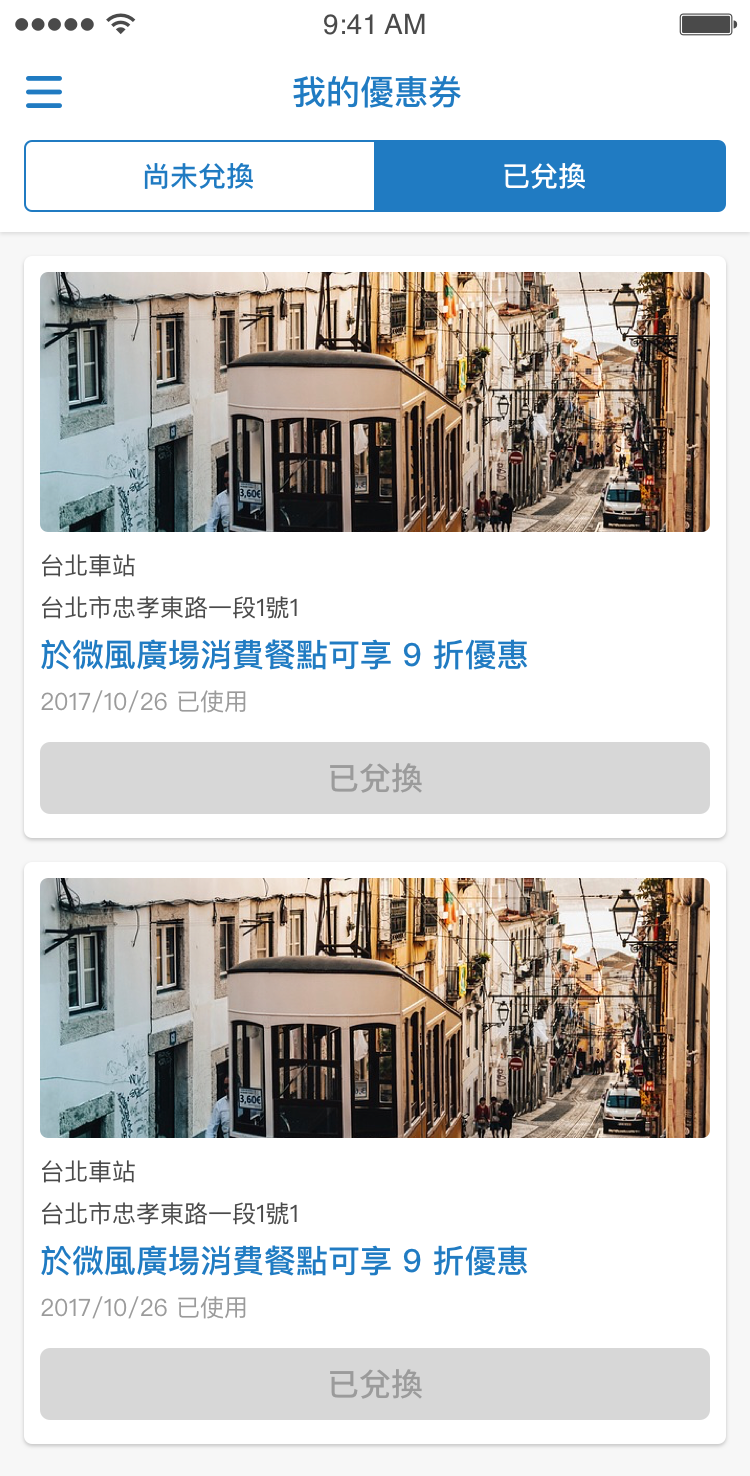 9:41 AM
我的優惠券
尚未兌換
已兌換
3,60€
台北車站
台北市忠孝東路一段1號1
於微風廣場消費餐點可享 9 折優惠
2017/10/26 已使用
已兌換
3,60€
台北車站
台北市忠孝東路一段1號1
於微風廣場消費餐點可享 9 折優惠
2017/10/26 已使用
已兌換